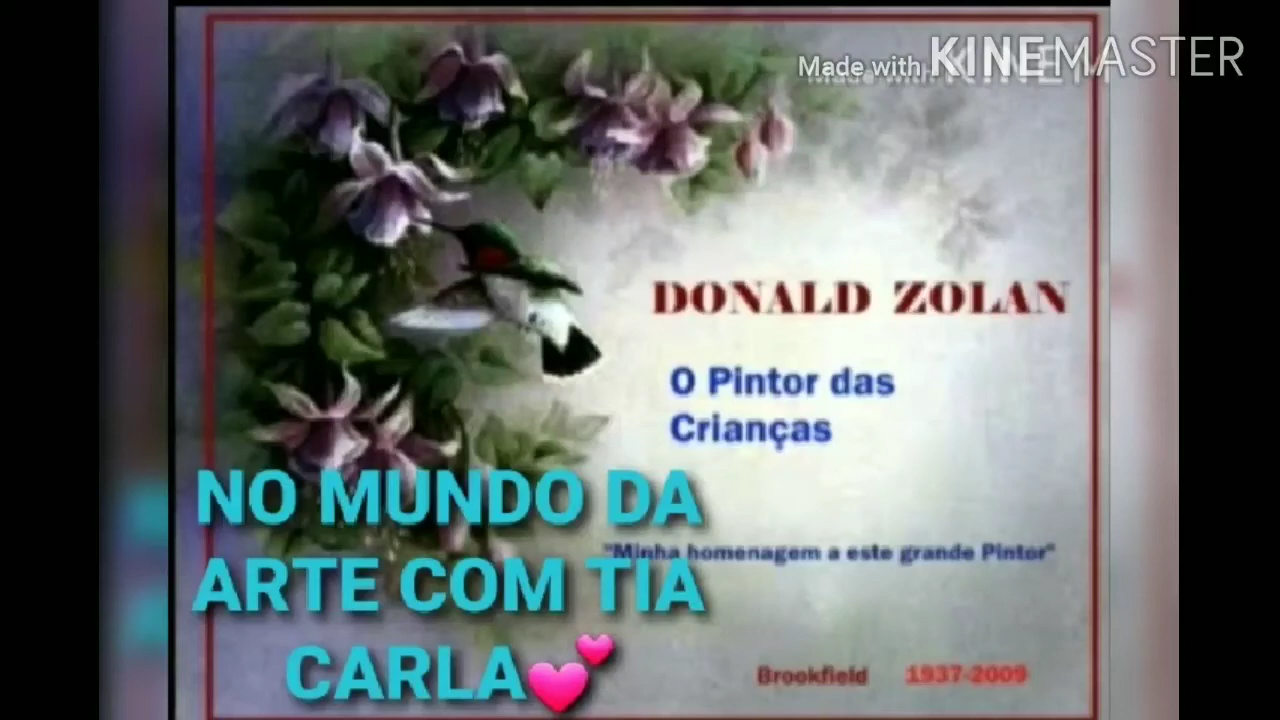 Made with KINEMASTER
DONALD ZOLAN
O Pintor das
Crianças
"Minha homenagem a este grande Pintor"
NO MUNDO DA
ARTE COM TIA
CARLA💕
Brookfield 1937-2009